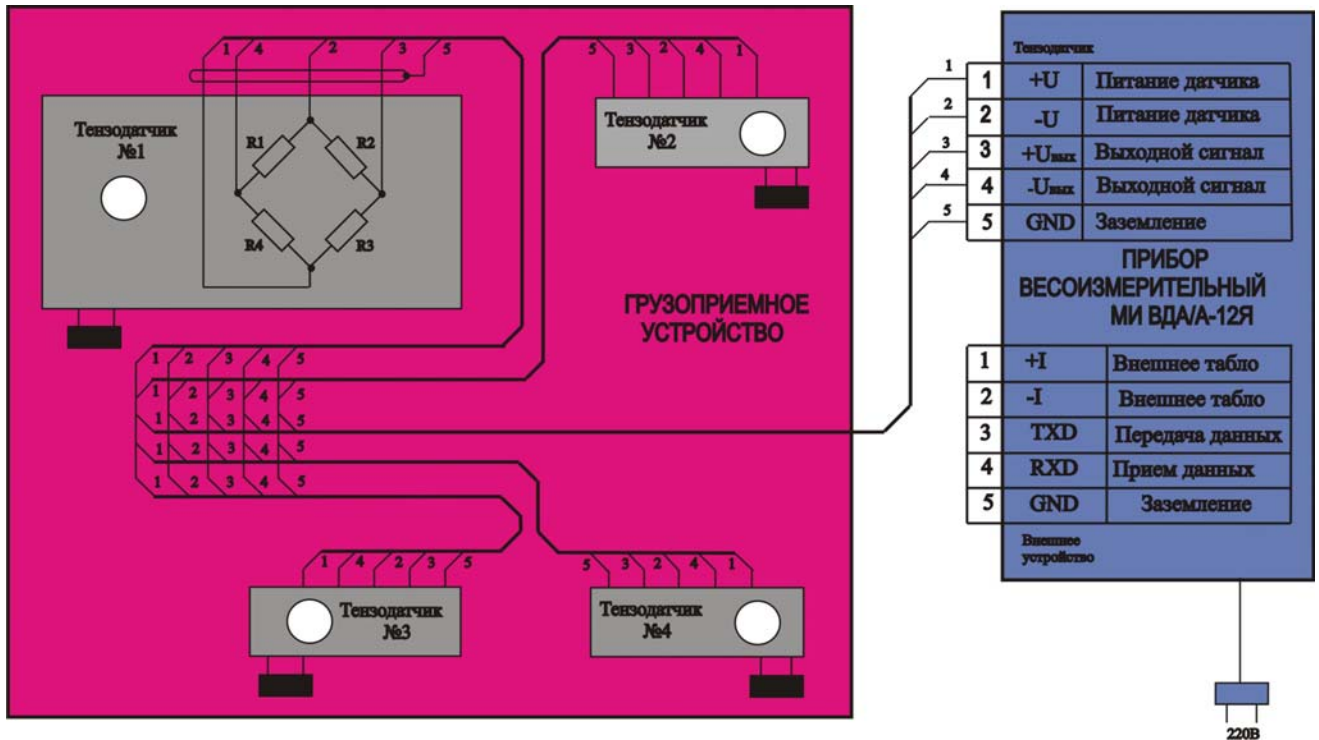 1 4 2 3 5
Тензодатчик
№1
R1 R2
R4 R3
5 3 2 4 1
Тензодатчик
№2
ГРУЗОПРИЕМНОЕ
УСТРОЙСТВО
1 2 3 4 5
1 2 3 4 5
1 2 3 4 5
1 2 3 4 5
1 2 3 4 5
1 4 2 3 5
Тензодатчик
№3
5 3 2 4 1
Тензодатчик
№4
Тензодатчик
1 1 +U Питание датчика
2 2 -U Питание датчика
3 3 +Uвых Выходной сигнал
4 4 -Uвых Выходной сигнал
5 5 GND Заземление
ПРИБОР
ВЕСОИЗМЕРИТЕЛЬНЫЙ
МИ ВДА/А-12Я
1 +I Внешнее табло
2 -I Внешнее табло
3 TXD Передача данных
4 RXD Прием данных
5 GND Заземление
Внешнее
устройство
220В